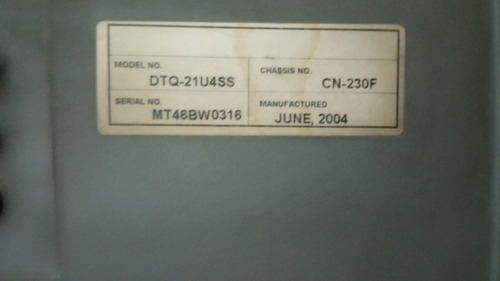 MODEL NO.
DTQ-21U4SS
CHASSIS NO.
CN-230F
SERIAL NO.
MT46BW0316
MANUFACTURED
JUNE, 2004